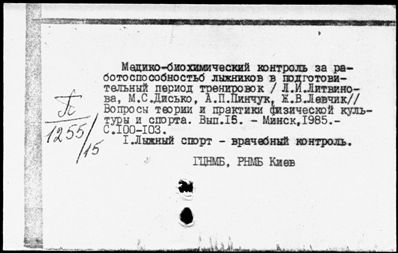 Медико-биохимический контроль за ра-
ботоспособностью лыжников в подготови-
тельный период тренировок / Л.И.Литвино-
ва, М.С.Дисько, А.П.Пинчук, Ж.В.Левчик//
Вопросы теории и практики физической куль-
туры и спорта. Вып.15. - Минск,1985.-
С.100-103.
1.Лыжный спорт - врачебный контроль.
ГЦНМБ, РНМБ Киев
1255/15